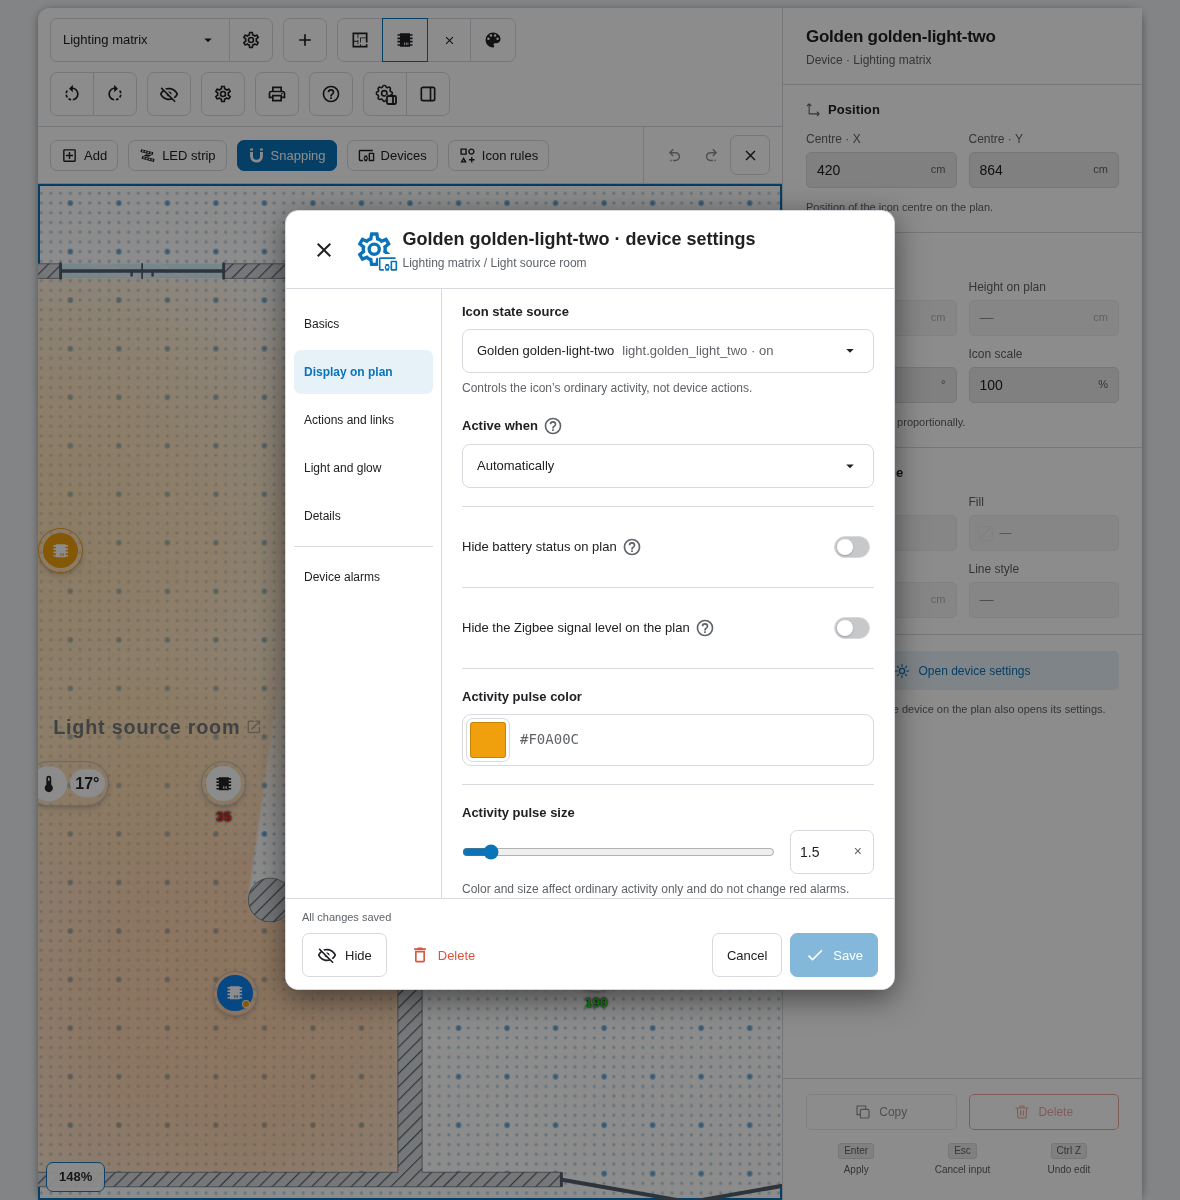 Lighting matrix
Golden golden-light-two
Device · Lighting matrix
Position
Centre · X
Centre · Y
420 cm
864 cm
Position of the icon centre on the plan.
Add
LED strip
Snapping
Devices
Icon rules
Golden golden-light-two · device settings
Lighting matrix / Light source room
Basics
Display on plan
Actions and links
Light and glow
Details
Device alarms
Icon state source
Golden golden-light-two light.golden_light_two · on
Controls the icon's ordinary activity, not device actions.
Active when
Automatically
Hide battery status on plan
Hide the Zigbee signal level on the plan
Activity pulse color
#F0A00C
Activity pulse size
1.5 ×
Color and size affect ordinary activity only and do not change red alarms.
All changes saved
Hide
Delete
Cancel
Save
Height on plan
cm
— cm
Icon scale
°
100 %
proportionally.
e
Fill
—
Line style
cm
—
Open device settings
e device on the plan also opens its settings.
Light source room
17°
35
190
148%
Copy
Delete
Enter
Esc
Ctrl Z
Apply
Cancel input
Undo edit